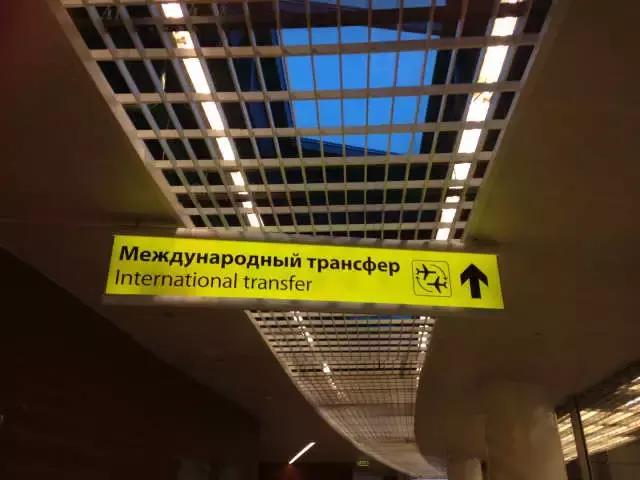 Международный трансфер
International transfer